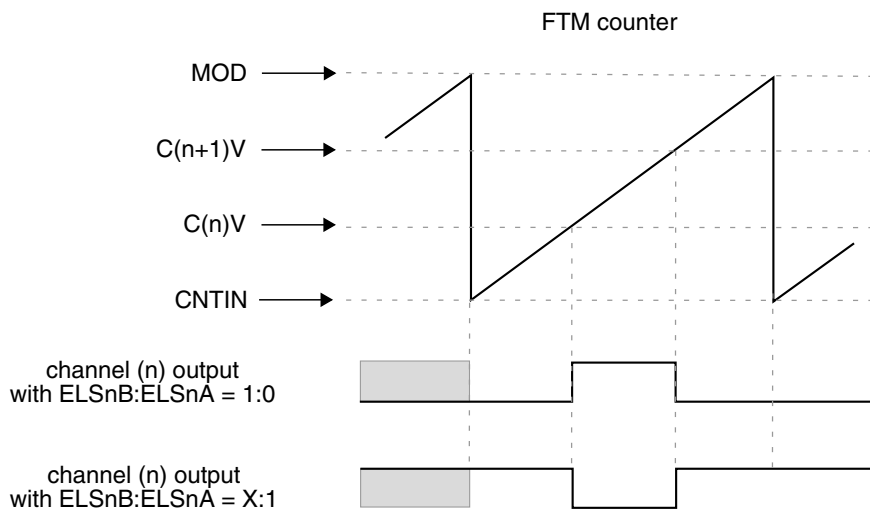 FTM counter
MOD
C(n+1)V
C(n)V
CNTIN
channel (n) output
with ELSnB:ELSnA = 1:0
channel (n) output
with ELSnB:ELSnA = X:1